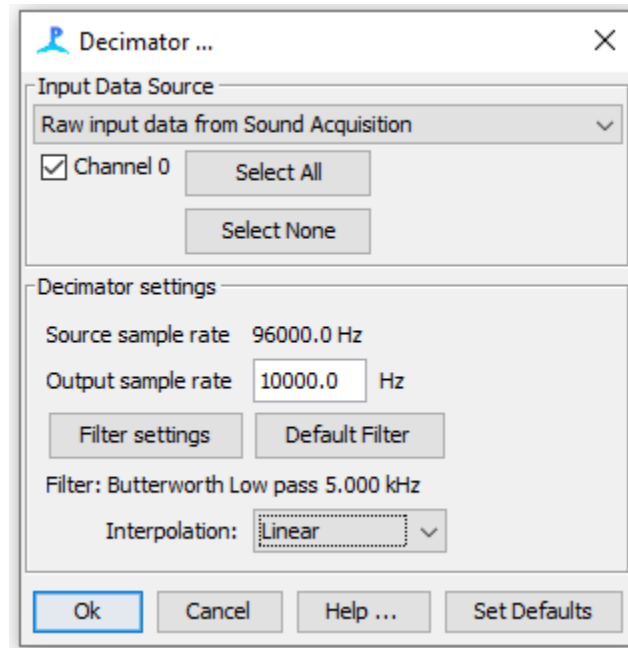 Decimator ...
Input Data Source
Raw input data from Sound Acquisition
Channel 0
Select All
Select None
Decimator settings
Source sample rate 96000.0 Hz
Output sample rate 10000.0 Hz
Filter settings Default Filter
Filter: Butterworth Low pass 5.000 kHz
Interpolation: Linear
Ok Cancel Help ... Set Defaults